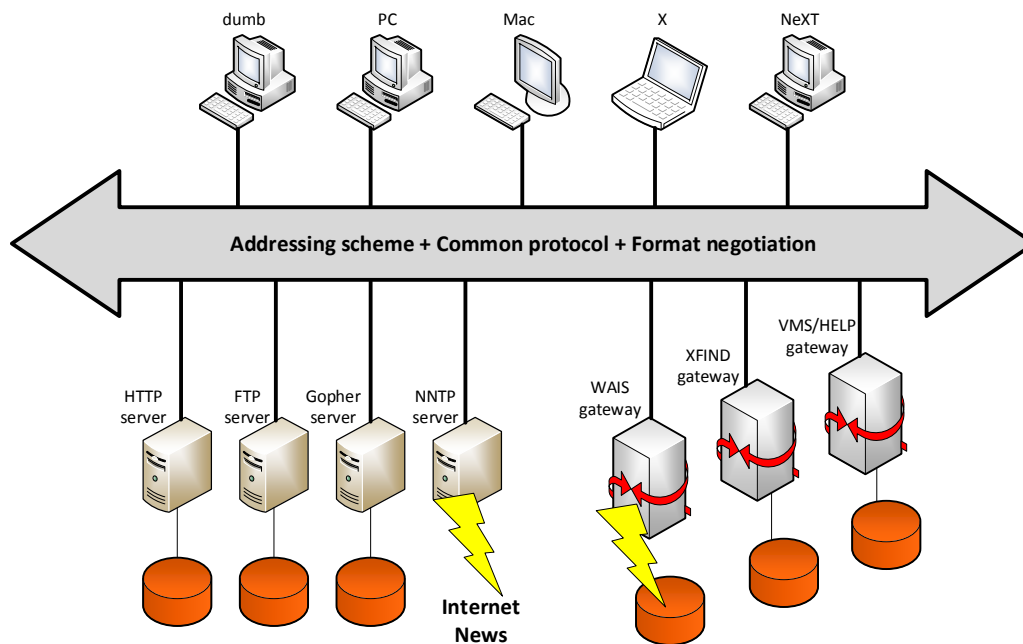 dumb
PC
Mac
X
NeXT
Addressing scheme + Common protocol + Format negotiation
HTTP
server
FTP
server
Gopher
server
NNTP
server
WAIS
gateway
XFIND
gateway
VMS/HELP
gateway
Internet
News